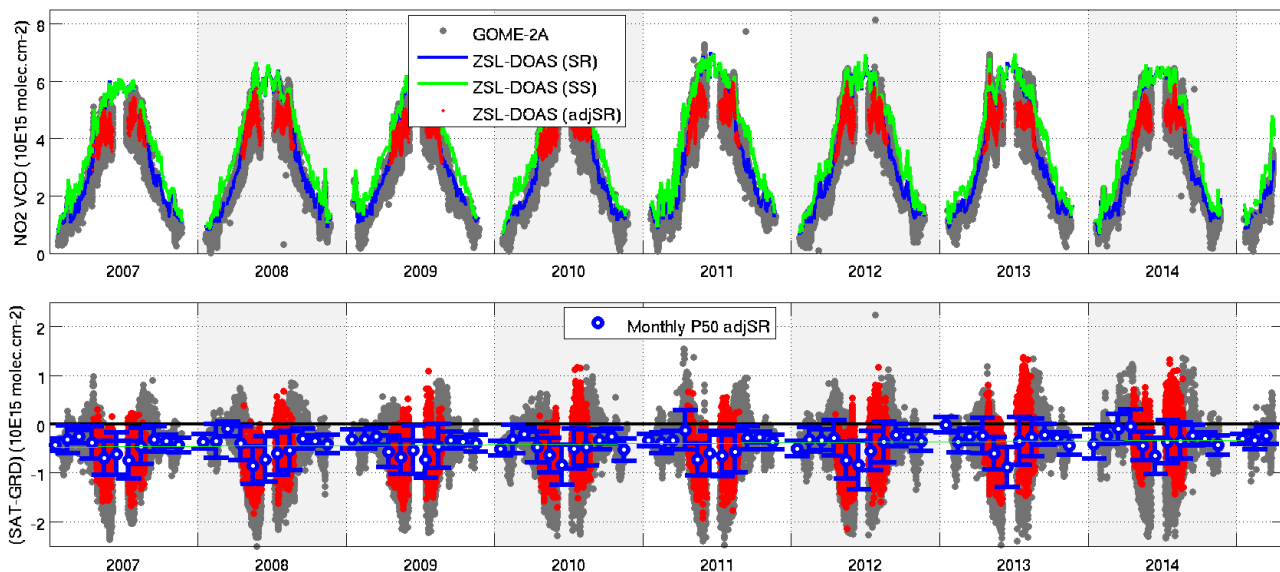 NO2 VCD (10E15 molec.cm-2)
8
6
4
2
0
GOME-2A
ZSL-DOAS (SR)
ZSL-DOAS (SS)
ZSL-DOAS (adjSR)
2007 2008 2009 2010 2011 2012 2013 2014
(SAT-GRD) (10E15 molec.cm-2)
2
1
0
-1
-2
Monthly P50 adjSR
2007 2008 2009 2010 2011 2012 2013 2014